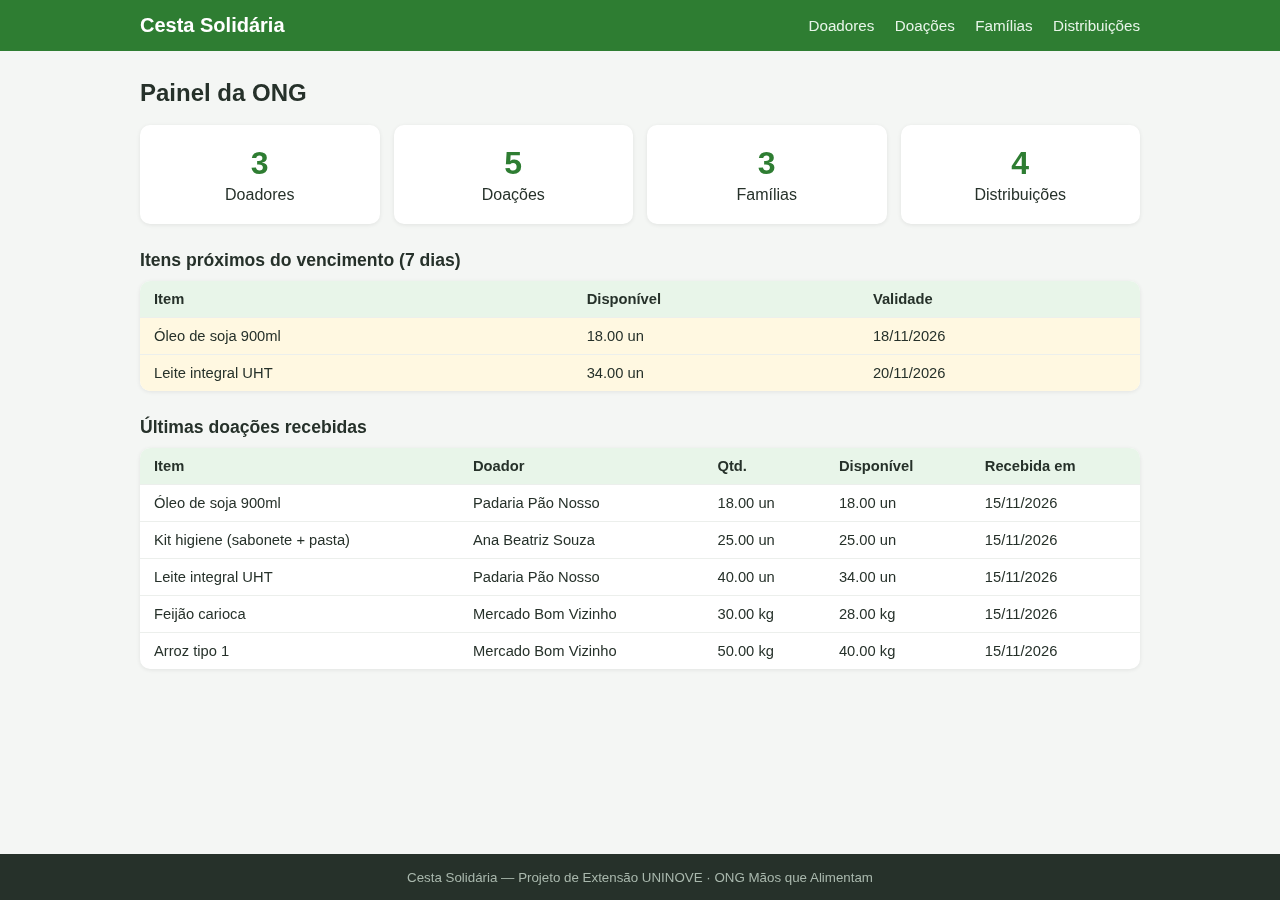 Cesta Solidária Doadores Doações Famílias Distribuições
Painel da ONG
3 5 3 4
Doadores Doações Famílias Distribuições
Itens próximos do vencimento (7 dias)
Item Disponível Validade
Óleo de soja 900ml 18.00 un 18/11/2026
Leite integral UHT 34.00 un 20/11/2026
Últimas doações recebidas
Item Doador Qtd. Disponível Recebida em
Óleo de soja 900ml Padaria Pão Nosso 18.00 un 18.00 un 15/11/2026
Kit higiene (sabonete + pasta) Ana Beatriz Souza 25.00 un 25.00 un 15/11/2026
Leite integral UHT Padaria Pão Nosso 40.00 un 34.00 un 15/11/2026
Feijão carioca Mercado Bom Vizinho 30.00 kg 28.00 kg 15/11/2026
Arroz tipo 1 Mercado Bom Vizinho 50.00 kg 40.00 kg 15/11/2026
Cesta Solidária — Projeto de Extensão UNINOVE · ONG Mãos que Alimentam